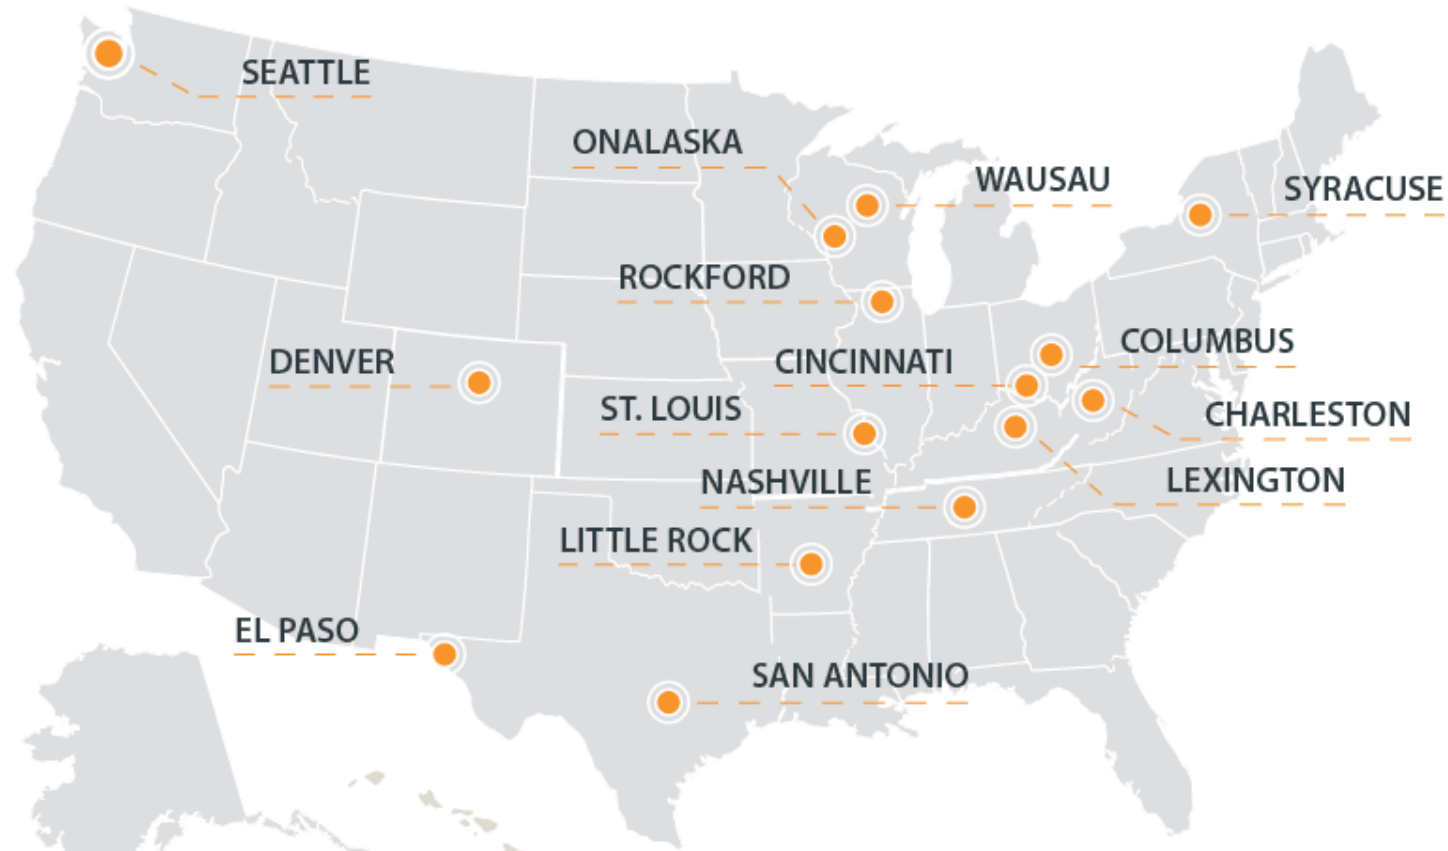 SEATTLE
ONALASKA
WAUSAU
SYRACUSE
ROCKFORD
COLUMBUS
DENVER
CINCINNATI
ST. LOUIS
CHARLESTON
NASHVILLE
LEXINGTON
LITTLE ROCK
EL PASO
SAN ANTONIO